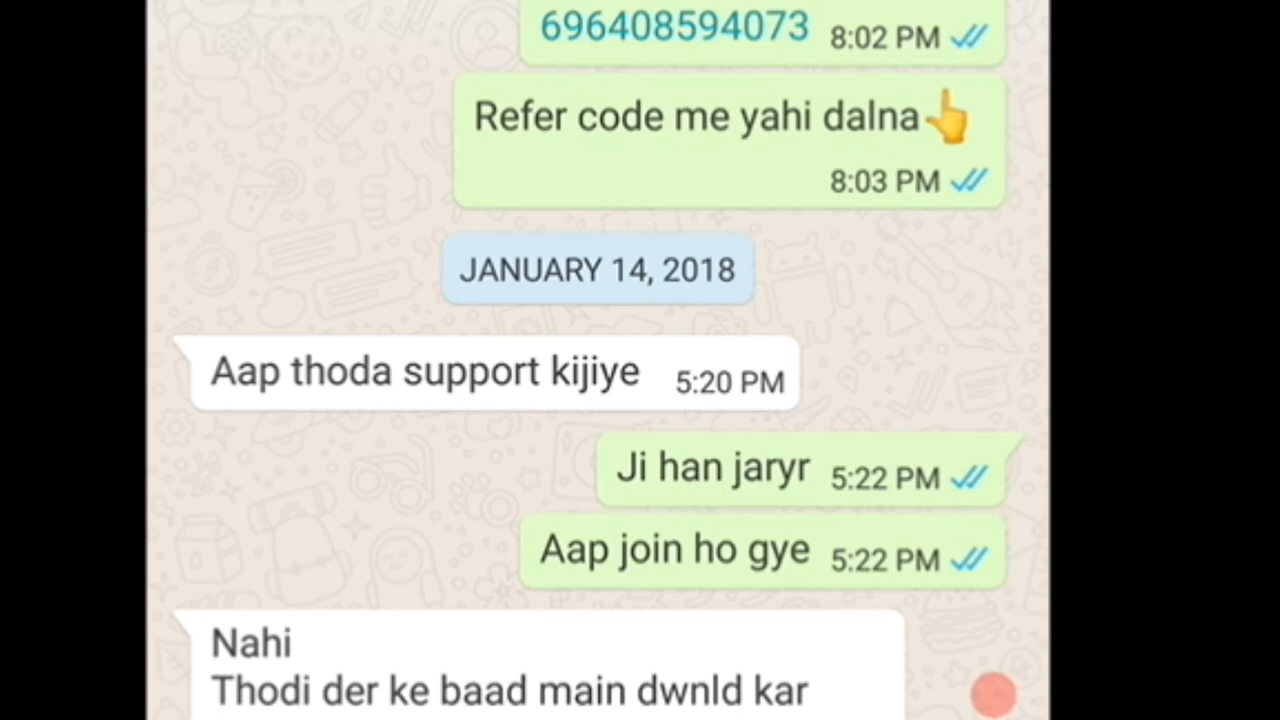 696408594073 8:02 PM
Refer code me yahi dalna👆
8:03 PM
JANUARY 14, 2018
Aap thoda support kijiye 5:20 PM
Ji han jaryr 5:22 PM
Aap join ho gye 5:22 PM
Nahi
Thodi der ke baad main dwnld kar